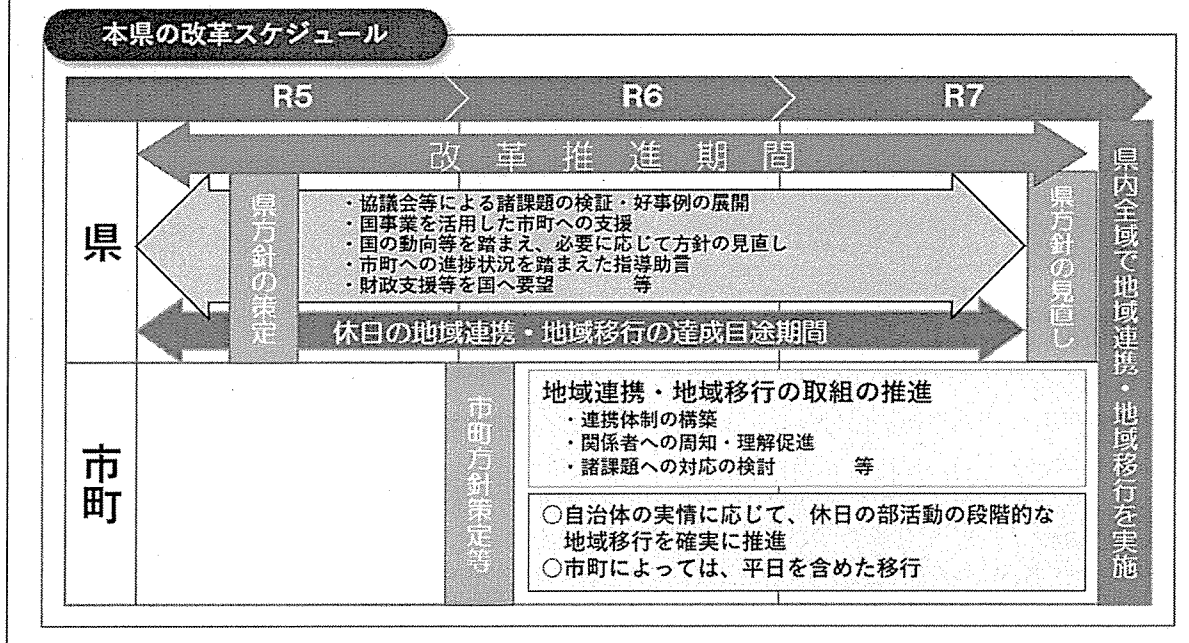 本県の改革スケジュール
R5 R6 R7
県
改革推進期間
県方針の策定
・協議会等による諸課題の検証・好事例の展開
・国事業を活用した市町への支援
・国の動向等を踏まえ、必要に応じて方針の見直し
・市町への進捗状況を踏まえた指導助言
・財政支援等を国へ要望 等
県方針の見直し
休日の地域連携・地域移行の達成目途期間
県内全域で地域連携・地域移行を実施
市町
市町方針策定等
地域連携・地域移行の取組の推進
・連携体制の構築
・関係者への周知・理解促進
・諸課題への対応の検討 等
○自治体の実情に応じて、休日の部活動の段階的な
地域移行を確実に推進
○市町によっては、平日を含めた移行